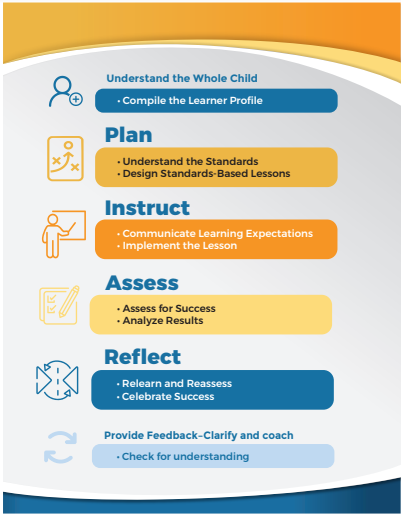 Understand the Whole Child
• Compile the Learner Profile
Plan
• Understand the Standards
• Design Standards-Based Lessons
Instruct
• Communicate Learning Expectations
• Implement the Lesson
Assess
• Assess for Success
• Analyze Results
Reflect
• Relearn and Reassess
• Celebrate Success
Provide Feedback–Clarify and coach
• Check for understanding